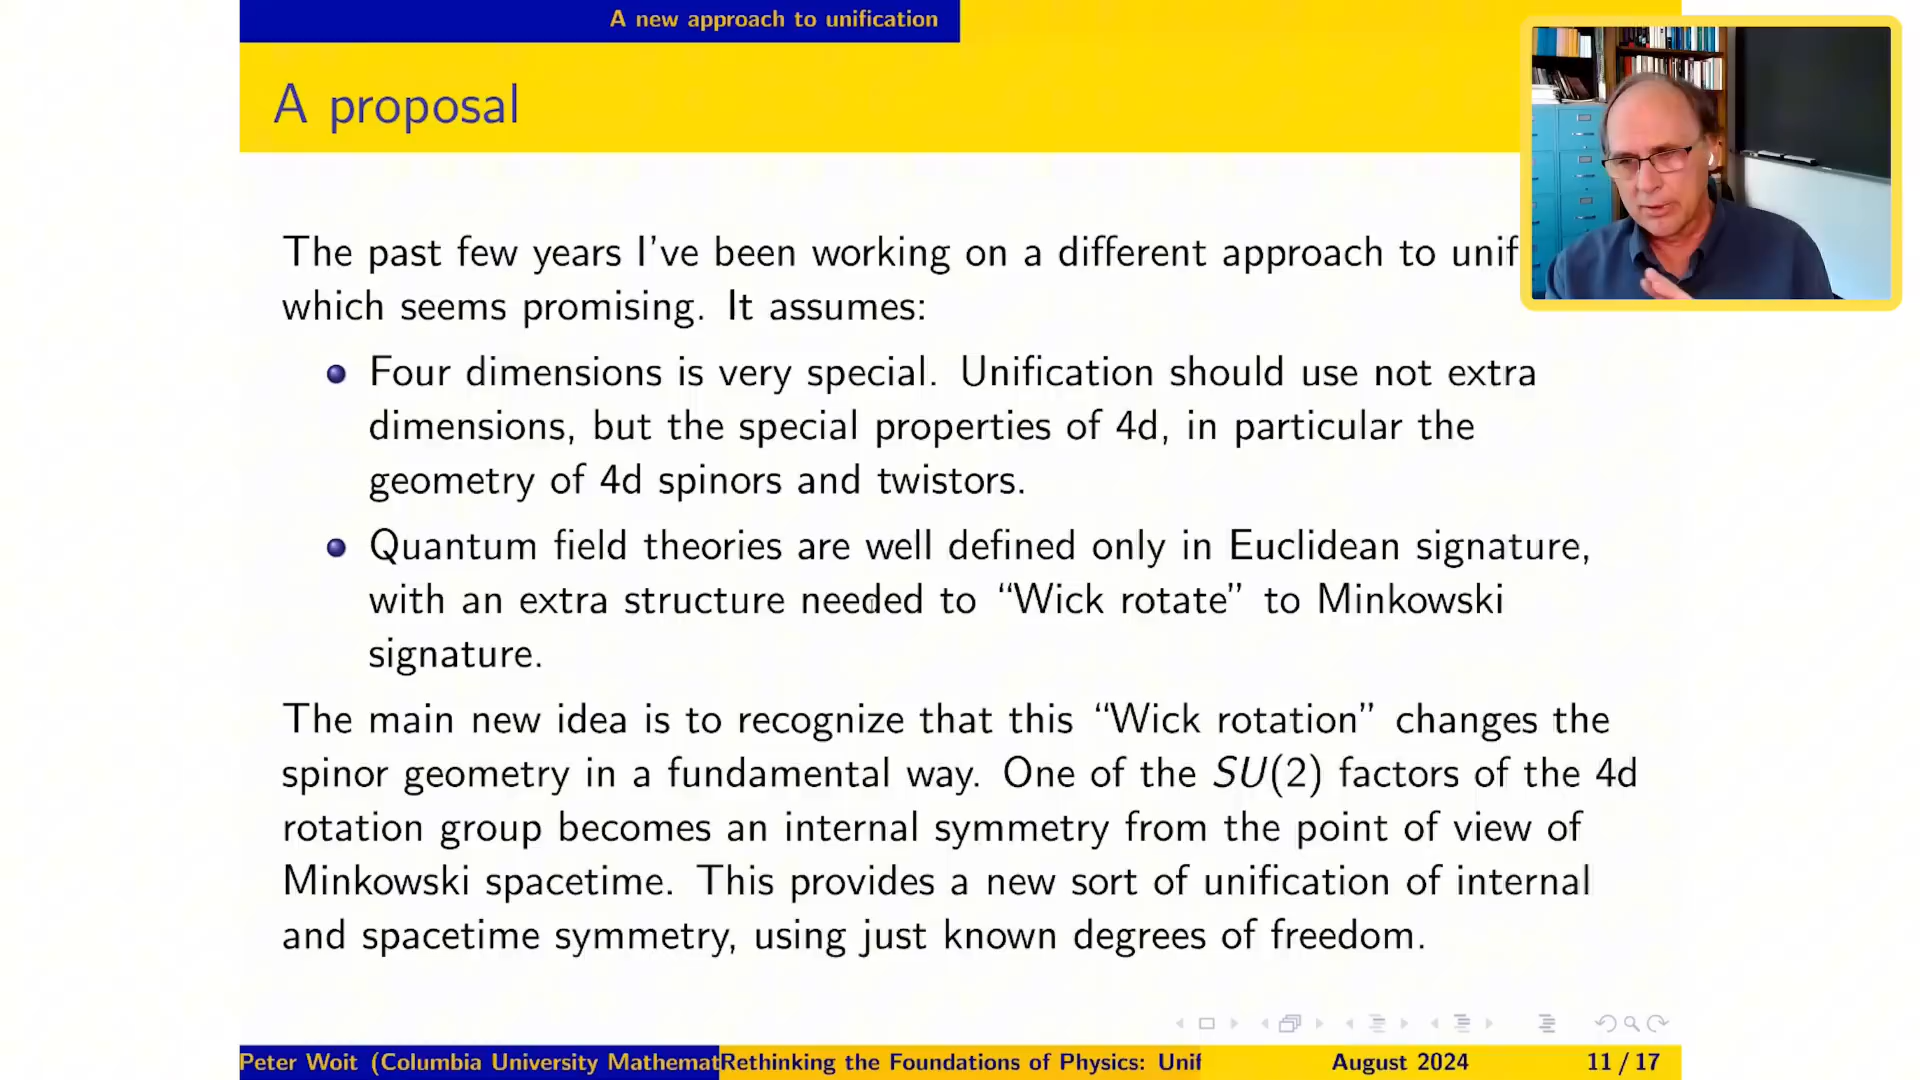 A new approach to unification
A proposal
The past few years I've been working on a different approach to unif
which seems promising. It assumes:
Four dimensions is very special. Unification should use not extra
dimensions, but the special properties of 4d, in particular the
geometry of 4d spinors and twistors.
Quantum field theories are well defined only in Euclidean signature,
with an extra structure needed to “Wick rotate” to Minkowski
signature.
The main new idea is to recognize that this “Wick rotation” changes the
spinor geometry in a fundamental way. One of the SU(2) factors of the 4d
rotation group becomes an internal symmetry from the point of view of
Minkowski spacetime. This provides a new sort of unification of internal
and spacetime symmetry, using just known degrees of freedom.
Peter Woit (Columbia University Mathemat Rethinking the Foundations of Physics: Unif August 2024 11 / 17